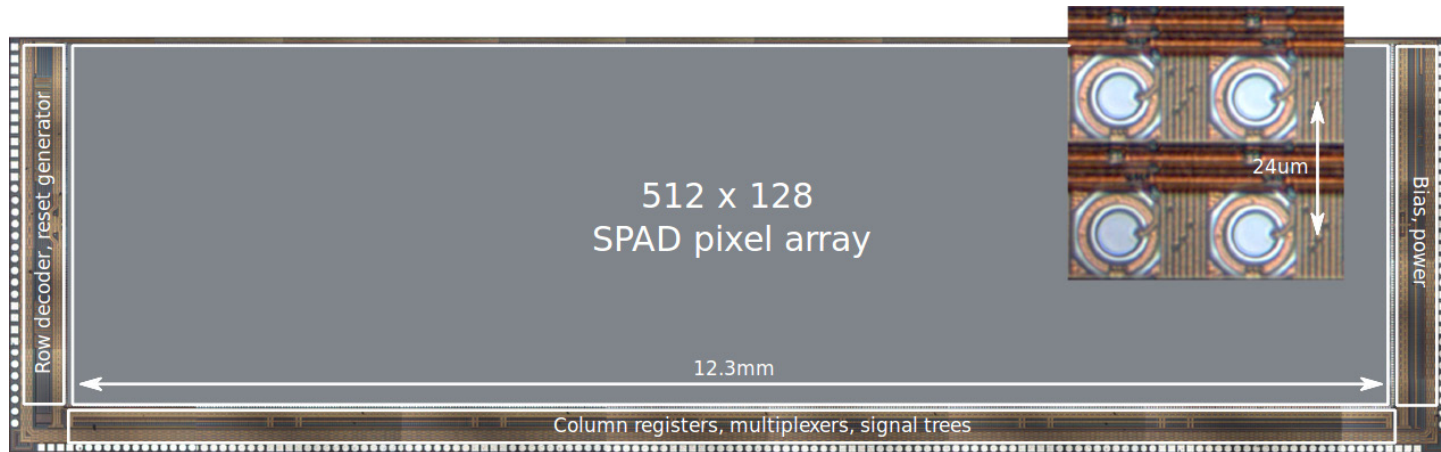 Row decoder, reset generator
512 x 128
SPAD pixel array
24um
Bias, power
12.3mm
Column registers, multiplexers, signal trees